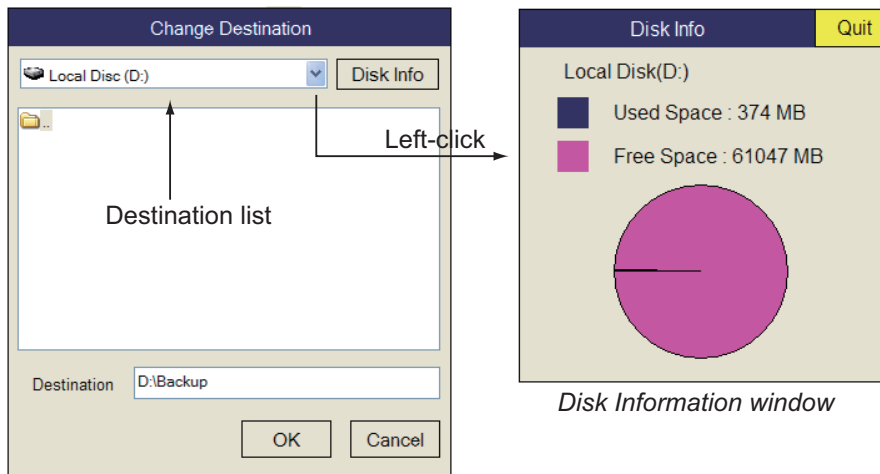 Change Destination
Local Disc (D:)
Disk Info
..
Destination list
Destination
D:\Backup
OK
Cancel
Left-click
Disk Info
Quit
Local Disk(D:)
Used Space : 374 MB
Free Space : 61047 MB
Disk Information window